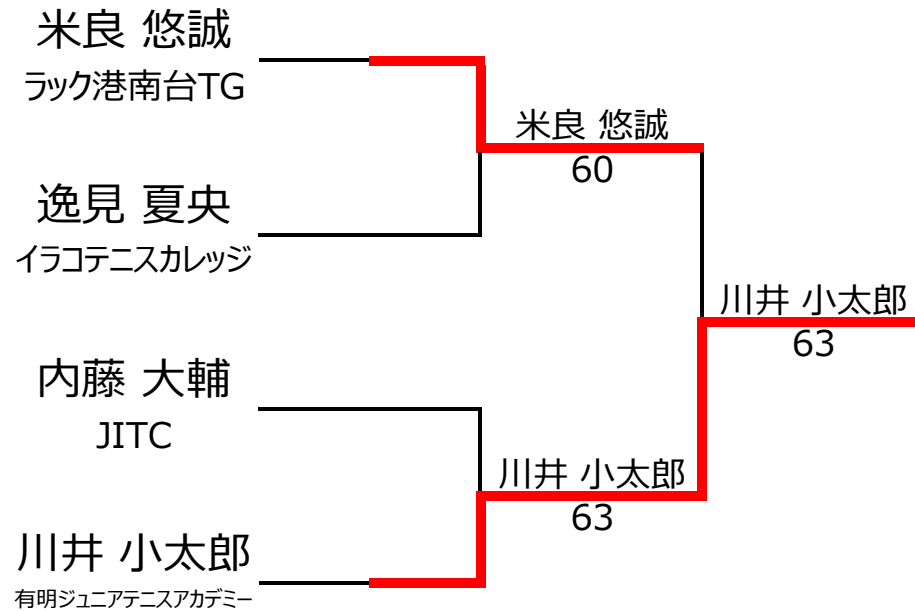 米良 悠誠
ラック港南台TG
逸見 夏央
イラコテニスカレッジ
内藤 大輔
JITC
川井 小太郎
有明ジュニアテニスアカデミー
米良 悠誠
60
川井 小太郎
63
川井 小太郎
63